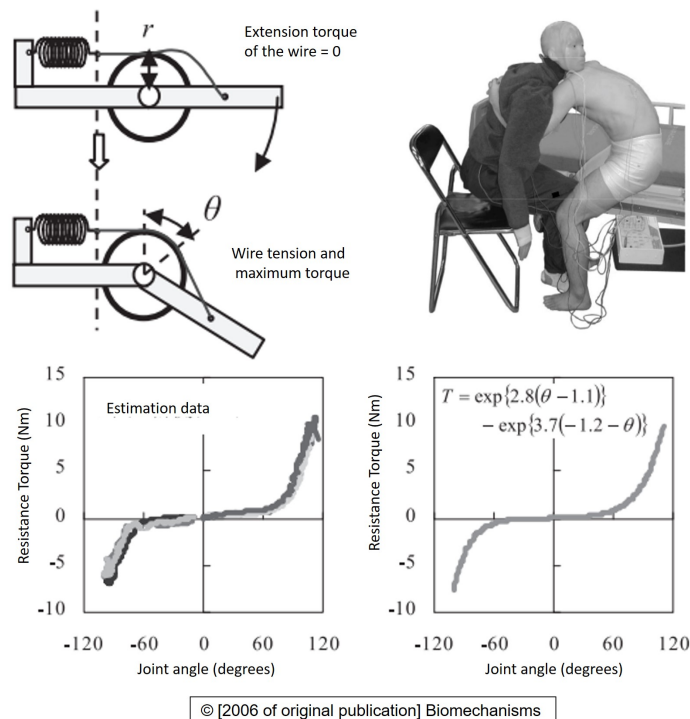 r
Extension torque
of the wire = 0
θ
Wire tension and
maximum torque
15
10
5
0
-5
-10
-120
-60
0
60
120
Resistance Torque (Nm)
Estimation data
Joint angle (degrees)
15
10
5
0
-5
-10
-120
-60
0
60
120
Resistance Torque (Nm)
T = exp{2.8(θ − 1.1)}
− exp{3.7(−1.2 − θ)}
Joint angle (degrees)
© [2006 of original publication] Biomechanisms